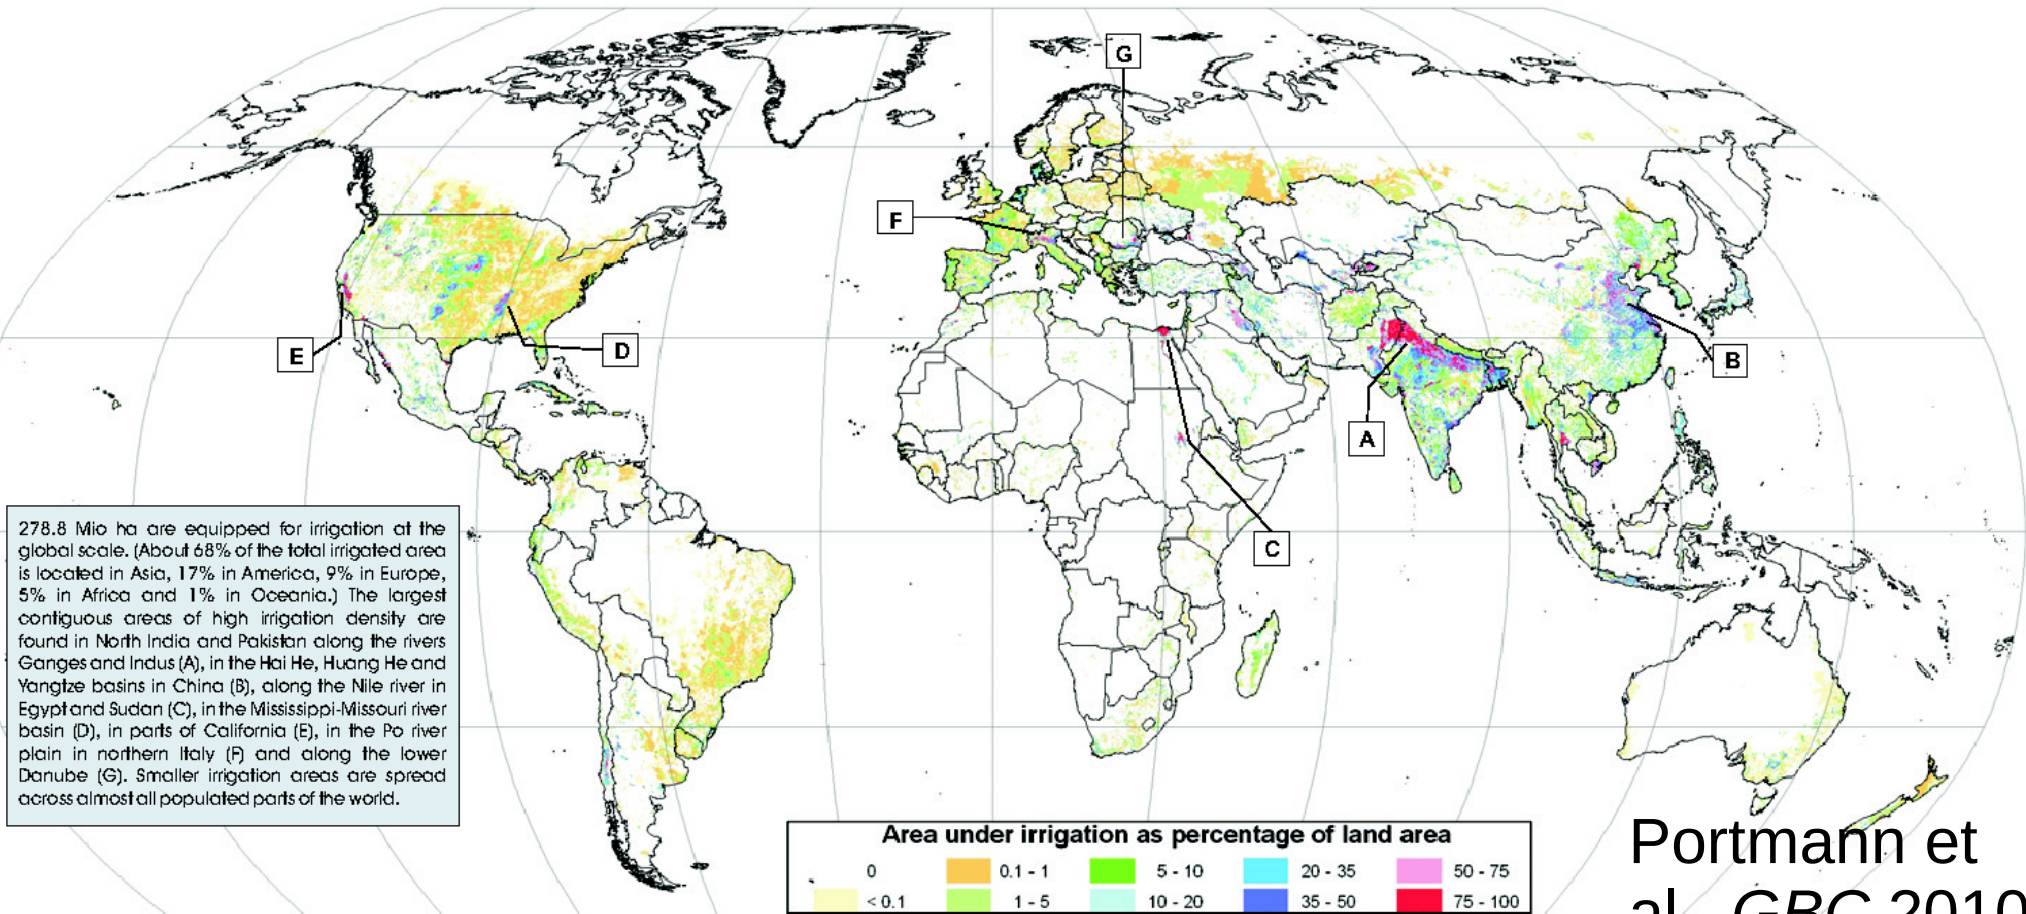 G
F
E
D
B
A
C
278.8 Mio ha are equipped for irrigation at the
global scale. (About 68% of the total irrigated area
is located in Asia, 17% in America, 9% in Europe,
5% in Africa and 1% in Oceania.) The largest
contiguous areas of high irrigation density are
found in North India and Pakistan along the rivers
Ganges and Indus (A), in the Hai He, Huang He and
Yangtze basins in China (B), along the Nile river in
Egypt and Sudan (C), in the Mississippi-Missouri river
basin (D), in parts of California (E), in the Po river
plain in northern Italy (F) and along the lower
Danube (G). Smaller irrigation areas are spread
across almost all populated parts of the world.
Area under irrigation as percentage of land area
0 0.1 - 1 5 - 10 20 - 35 50 - 75
< 0.1 1 - 5 10 - 20 35 - 50 75 - 100
Portmann et
al., GBC 2010